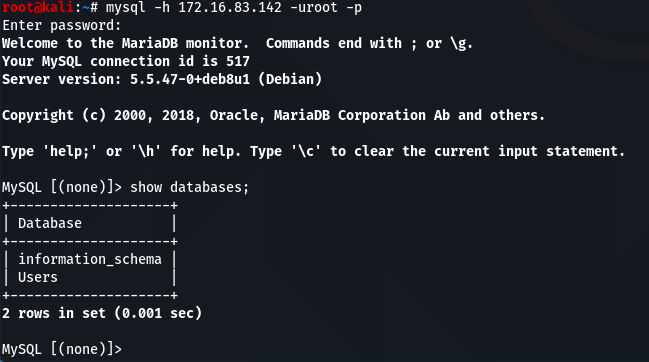 root@kali:~# mysql -h 172.16.83.142 -uroot -p
Enter password:
Welcome to the MariaDB monitor.  Commands end with ; or \g.
Your MySQL connection id is 517
Server version: 5.5.47-0+deb8u1 (Debian)

Copyright (c) 2000, 2018, Oracle, MariaDB Corporation Ab and others.

Type 'help;' or '\h' for help. Type '\c' to clear the current input statement.

MySQL [(none)]> show databases;
+--------------------+
| Database           |
+--------------------+
| information_schema |
| Users              |
+--------------------+
2 rows in set (0.001 sec)

MySQL [(none)]>